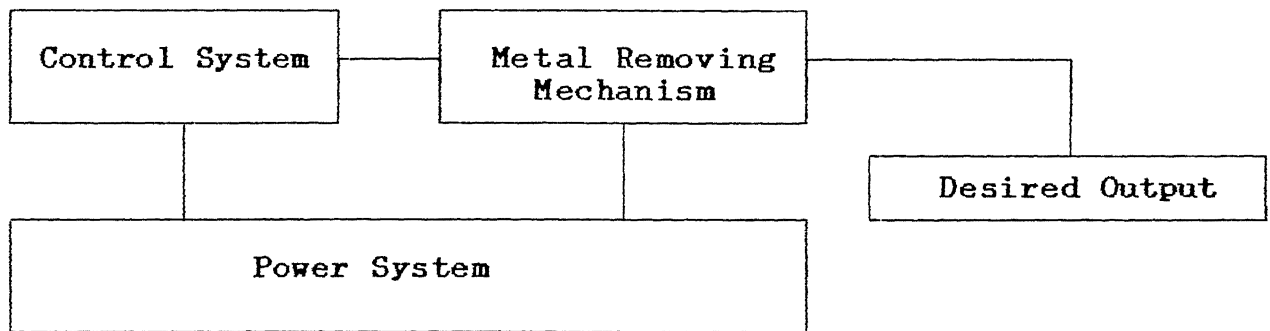 Control System
Metal Removing
Mechanism
Desired Output
Power System